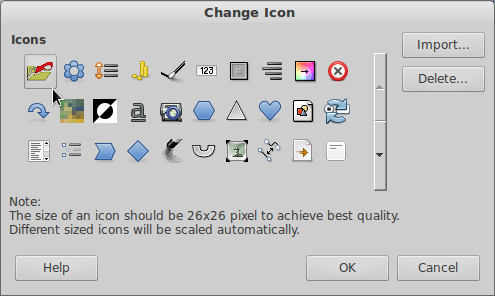 Change Icon
Icons
Import...
Delete...
123
a
Note:
The size of an icon should be 26x26 pixel to achieve best quality.
Different sized icons will be scaled automatically.
Help
OK
Cancel